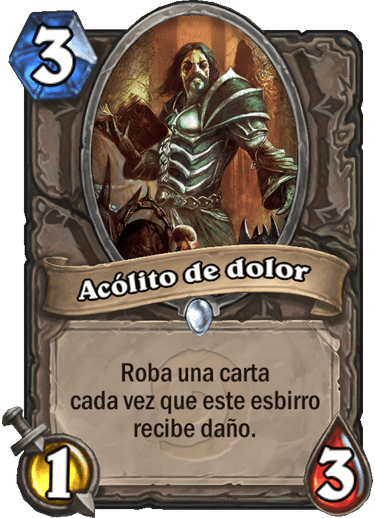 3
Acólito de dolor
Roba una carta
cada vez que este esbirro
recibe daño.
1
3